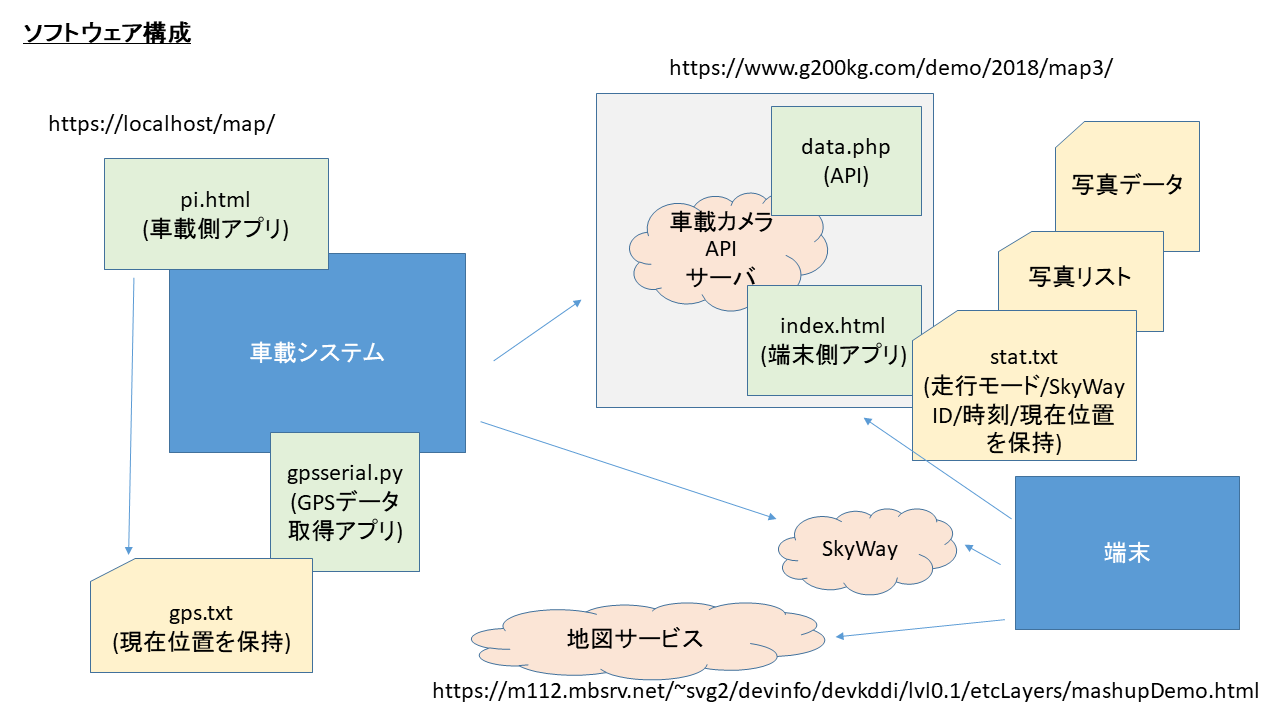 ソフトウェア構成
https://www.g200kg.com/demo/2018/map3/
https://localhost/map/
pi.html
(車載側アプリ)
車載システム
gpsserial.py
(GPSデータ
取得アプリ)
gps.txt
(現在位置を保持)
data.php
(API)
車載カメラ
API
サーバ
index.html
(端末側アプリ)
写真データ
写真リスト
stat.txt
(走行モード/SkyWay
ID/時刻/現在位置
を保持)
SkyWay
端末
地図サービス
https://m112.mbsrv.net/~svg2/devinfo/devkddi/lvl0.1/etcLayers/mashupDemo.html